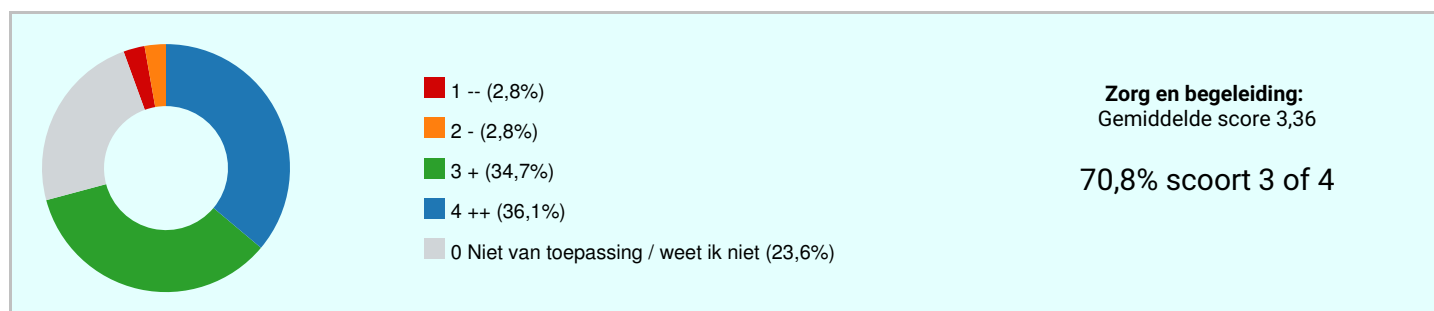 1 -- (2,8%)
2 - (2,8%)
3 + (34,7%)
4 ++ (36,1%)
0 Niet van toepassing / weet ik niet (23,6%)
Zorg en begeleiding:
Gemiddelde score 3,36
70,8% scoort 3 of 4